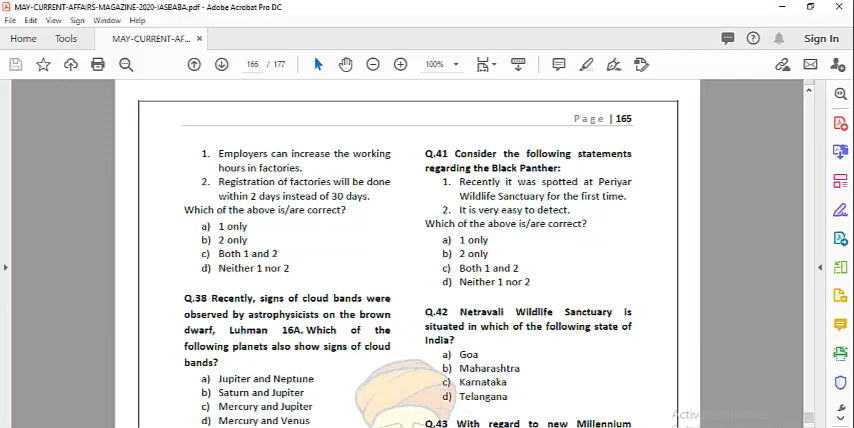 MAY-CURRENT-AFFAIRS-MAGAZINE-2020-IASBABA.pdf - Adobe Acrobat Pro DC
File Edit View Sign Window Help
Home Tools MAY-CURRENT-AF... × Sign In
166 / 177 100%
Page | 165
1. Employers can increase the working
hours in factories.
2. Registration of factories will be done
within 2 days instead of 30 days.
Which of the above is/are correct?
a) 1 only
b) 2 only
c) Both 1 and 2
d) Neither 1 nor 2
Q.38 Recently, signs of cloud bands were
observed by astrophysicists on the brown
dwarf, Luhman 16A. Which of the
following planets also show signs of cloud
bands?
a) Jupiter and Neptune
b) Saturn and Jupiter
c) Mercury and Jupiter
d) Mercury and Venus
Q.41 Consider the following statements
regarding the Black Panther:
1. Recently it was spotted at Periyar
Wildlife Sanctuary for the first time.
2. It is very easy to detect.
Which of the above is/are correct?
a) 1 only
b) 2 only
c) Both 1 and 2
d) Neither 1 nor 2
Q.42 Netravali Wildlife Sanctuary is
situated in which of the following state of
India?
a) Goa
b) Maharashtra
c) Karnataka
d) Telangana
Q.43 With regard to new Millennium